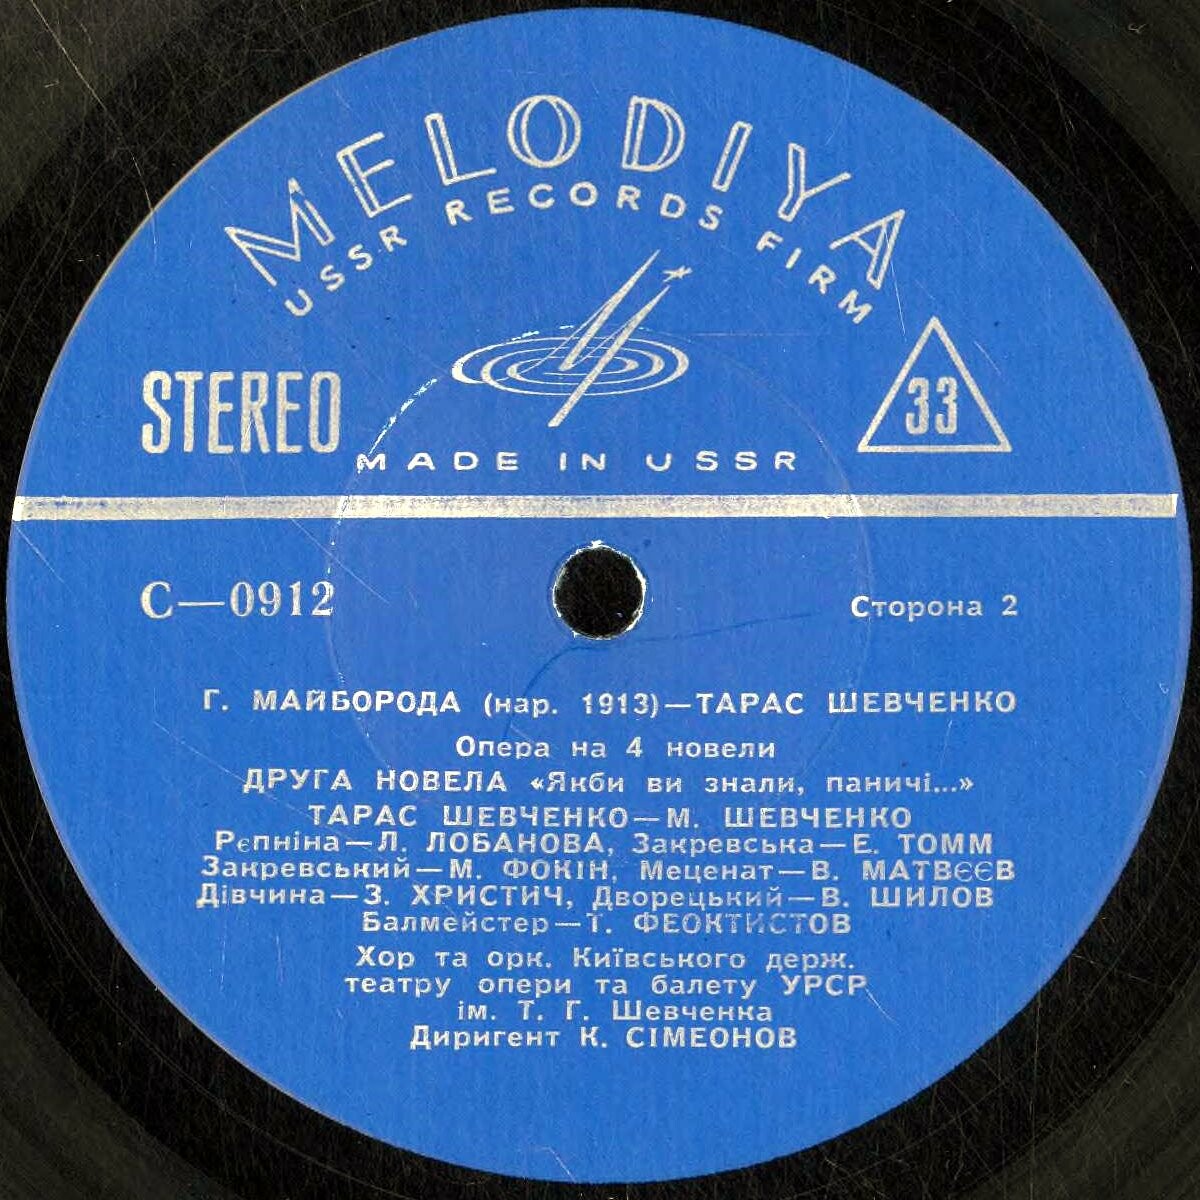 MELODIYA
USSR RECORDS FIRM
STEREO
33
MADE IN USSR
С—0912
Сторона 2
Г. МАЙБОРОДА (нар. 1913)—ТАРАС ШЕВЧЕНКО
Опера на 4 новели
ДРУГА НОВЕЛА «Якби ви знали, паничі...»
ТАРАС ШЕВЧЕНКО—М. ШЕВЧЕНКО
Рєпніна—Л. ЛОБАНОВА, Закревська—Е. ТОММ
Закревський—М. ФОКІН, Меценат—В. МАТВЄЄВ
Дівчина—З. ХРИСТИЧ, Дворецький—В. ШИЛОВ
Балмейстер—Т. ФЕОКТИСТОВ
Хор та орк. Київського держ.
театру опери та балету УРСР
ім. Т. Г. Шевченка
Диригент К. СІМЕОНОВ